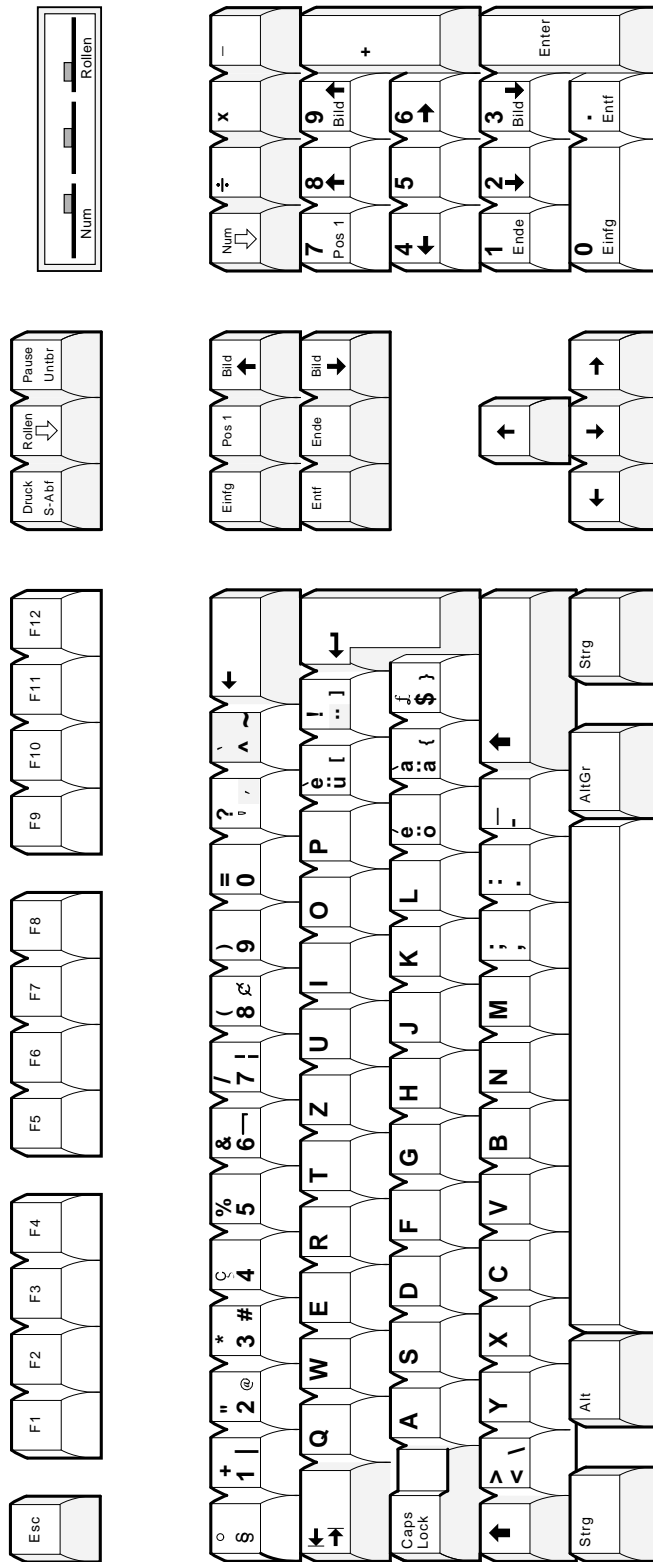 Esc
F1 F2 F3 F4
F5 F6 F7 F8
F9 F10 F11 F12
Druck S-Abf
Rollen
Pause Untbr
Num Rollen
° §
+ 1 |
" 2 @
* 3 #
ç 4
% 5
& 6 ¬
/ 7 ¦
( 8 ¢
) 9
= 0
? ' ´
` ^ ~
Einfg Pos 1 Bild
Num ÷ x −
Q W E R T Z U I O P
è ü [
! ¨ ]
Entf Ende Bild
7 Pos 1
8
9 Bild
+
Caps Lock
A S D F G H J K L
é ö
à ä {
£ $ }
4 5 6
> < \
Y X C V B N M
; ,
: .
_ -
1 Ende
2
3 Bild
Enter
Strg Alt AltGr Strg
0 Einfg
. Entf